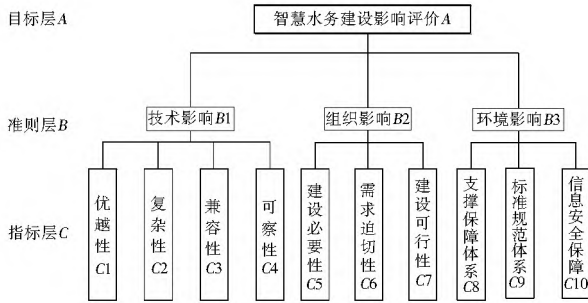 目标层A
智慧水务建设影响评价A
准则层B
技术影响B1
组织影响B2
环境影响B3
指标层C
优越性C1
复杂性C2
兼容性C3
可察性C4
建设必要性C5
需求迫切性C6
建设可行性C7
支撑保障体系C8
标准规范体系C9
信息安全保障C10